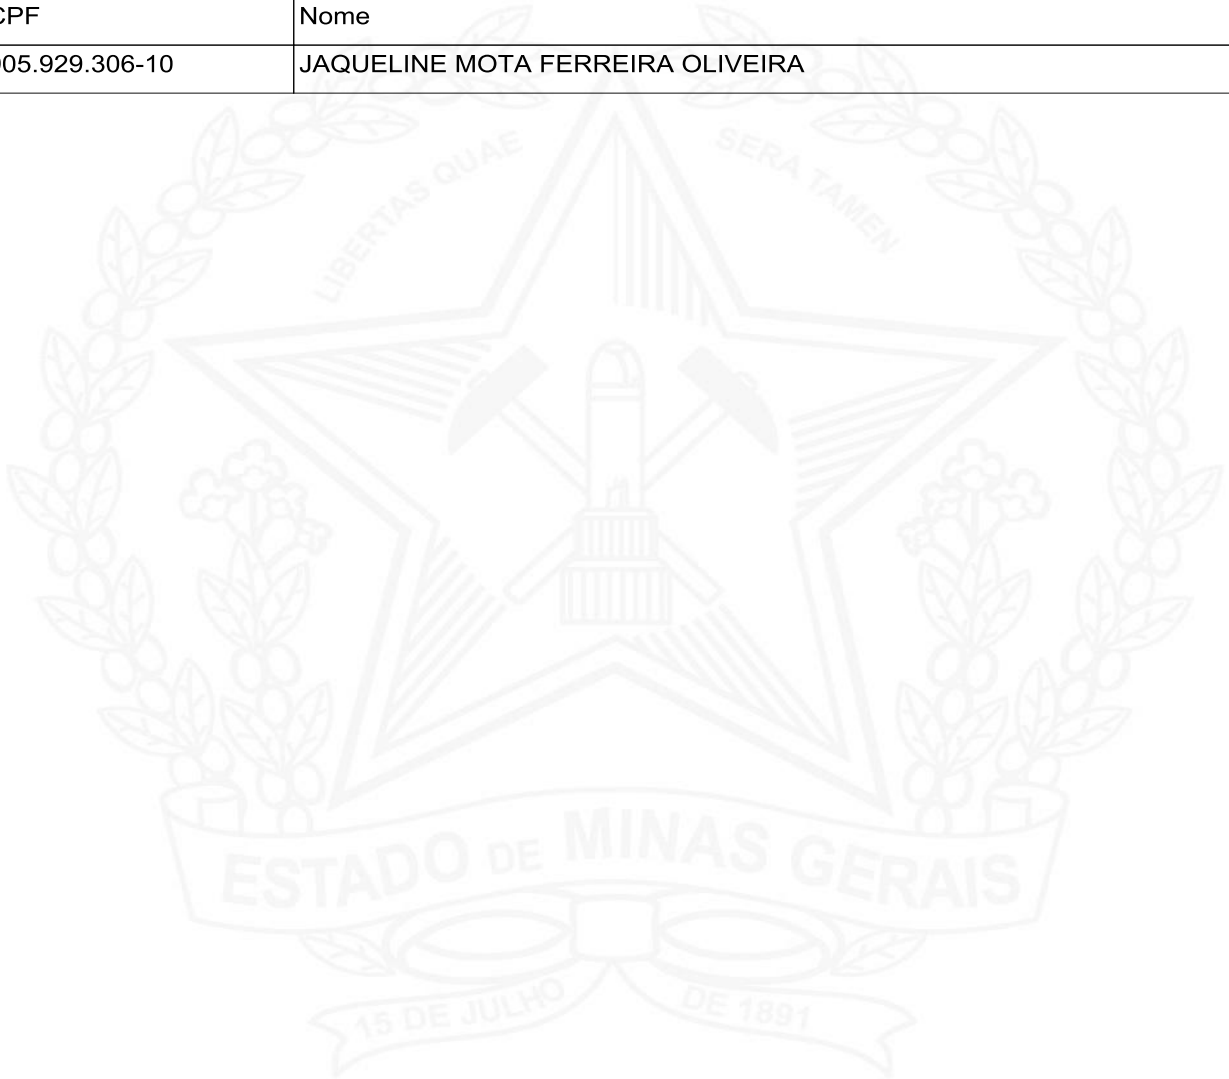 CPF Nome
005.929.306-10 JAQUELINE MOTA FERREIRA OLIVEIRA
LIBERTAS QUAE SERA TAMEN
ESTADO DE MINAS GERAIS
15 DE JULHO DE 1891